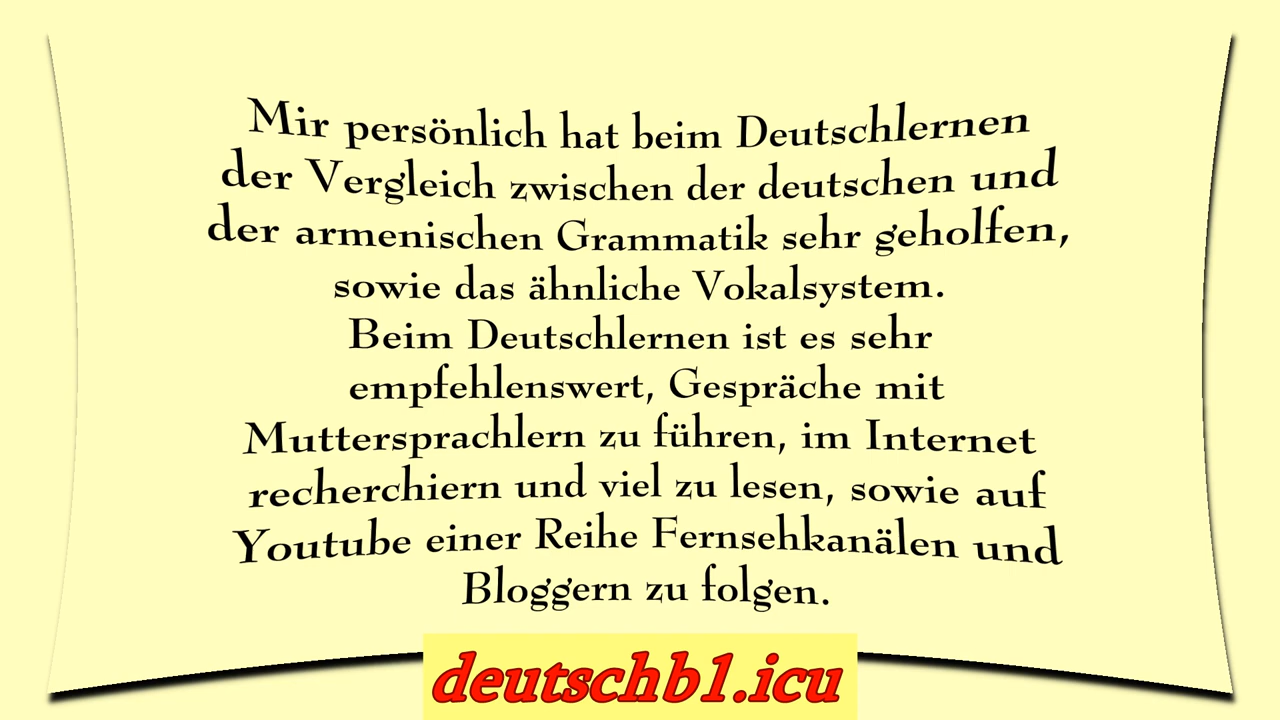 Mir persönlich hat beim Deutschlernen
der Vergleich zwischen der deutschen und
der armenischen Grammatik sehr geholfen,
sowie das ähnliche Vokalsystem.
Beim Deutschlernen ist es sehr
empfehlenswert, Gespräche mit
Muttersprachlern zu führen, im Internet
recherchiern und viel zu lesen, sowie auf
Youtube einer Reihe Fernsehkanälen und
Bloggern zu folgen.
deutschb1.icu